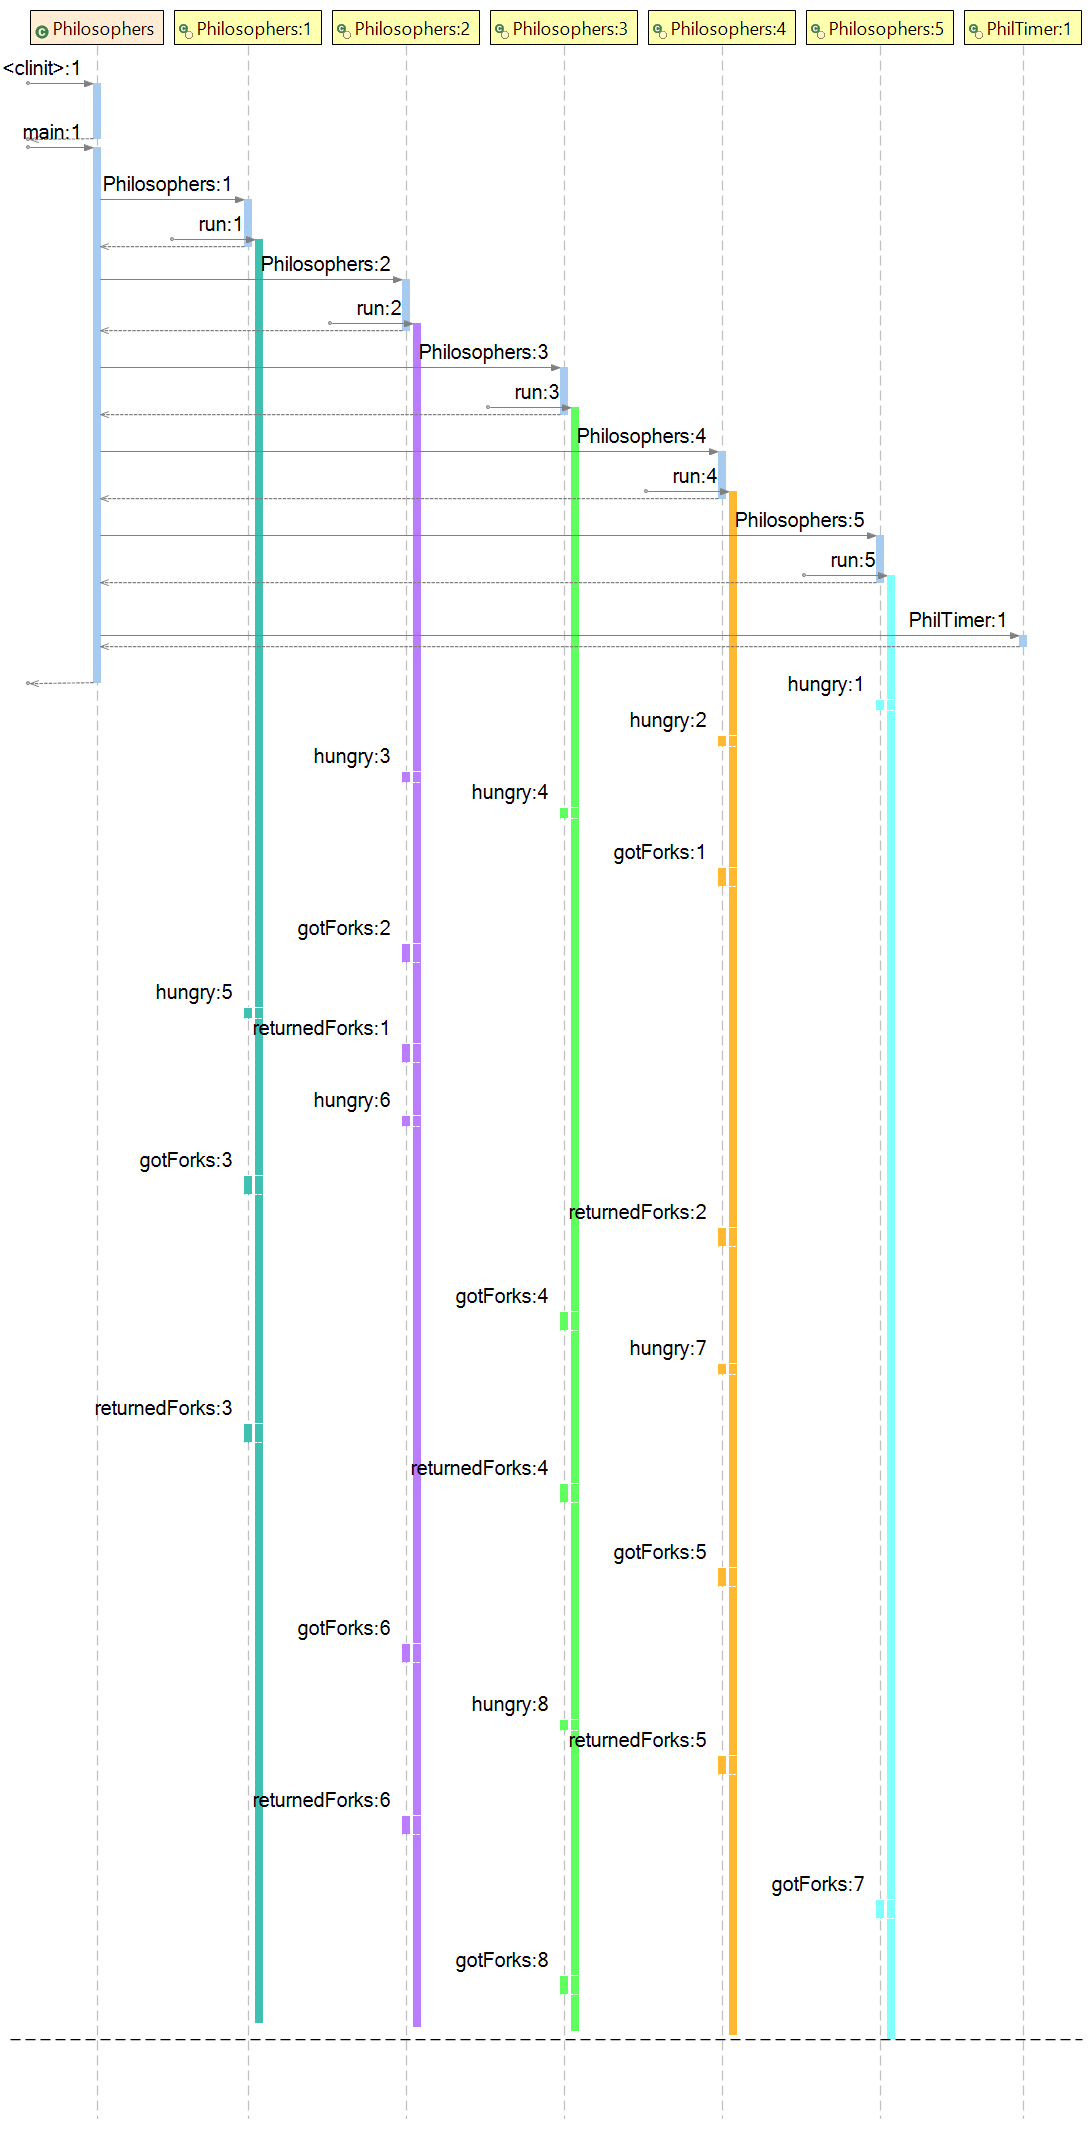 Philosophers
Philosophers:1
Philosophers:2
Philosophers:3
Philosophers:4
Philosophers:5
PhilTimer:1
<clinit>:1
main:1
Philosophers:1
run:1
Philosophers:2
run:2
Philosophers:3
run:3
Philosophers:4
run:4
Philosophers:5
run:5
PhilTimer:1
hungry:1
hungry:2
hungry:3
hungry:4
gotForks:1
gotForks:2
hungry:5
returnedForks:1
hungry:6
gotForks:3
returnedForks:2
gotForks:4
hungry:7
returnedForks:3
returnedForks:4
gotForks:5
gotForks:6
hungry:8
returnedForks:5
returnedForks:6
gotForks:7
gotForks:8